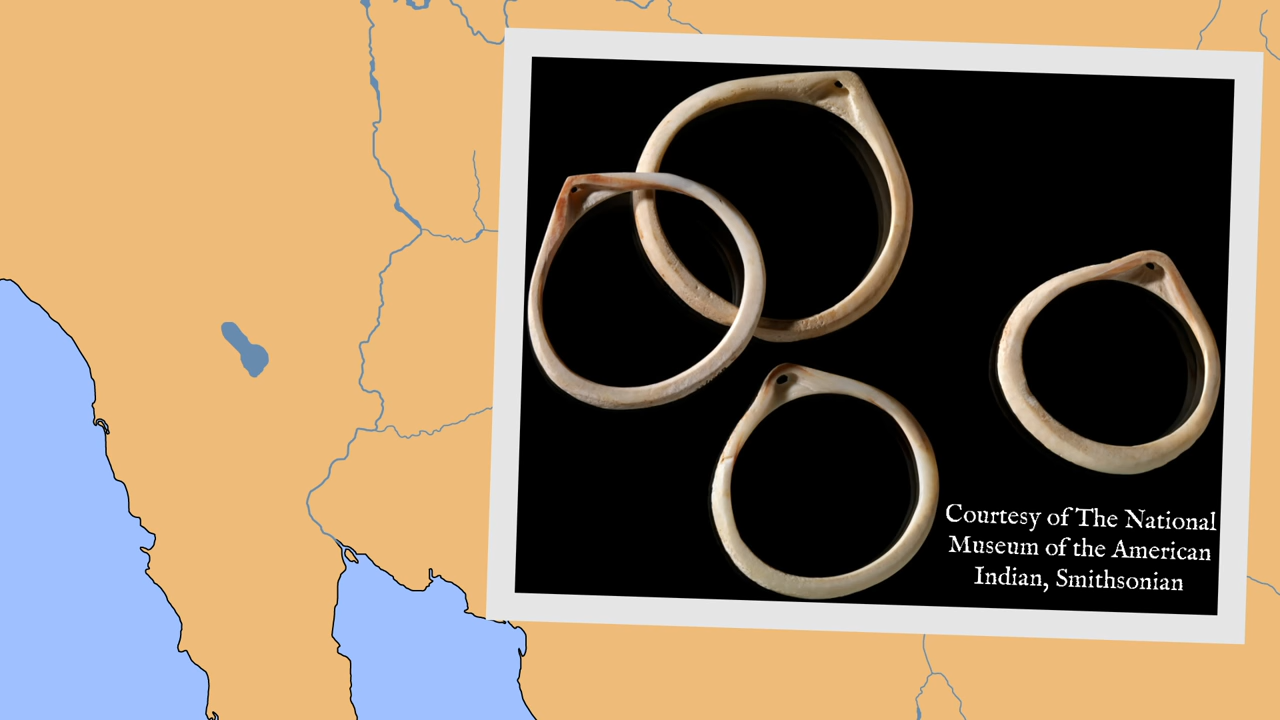 Courtesy of The National
Museum of the American
Indian, Smithsonian